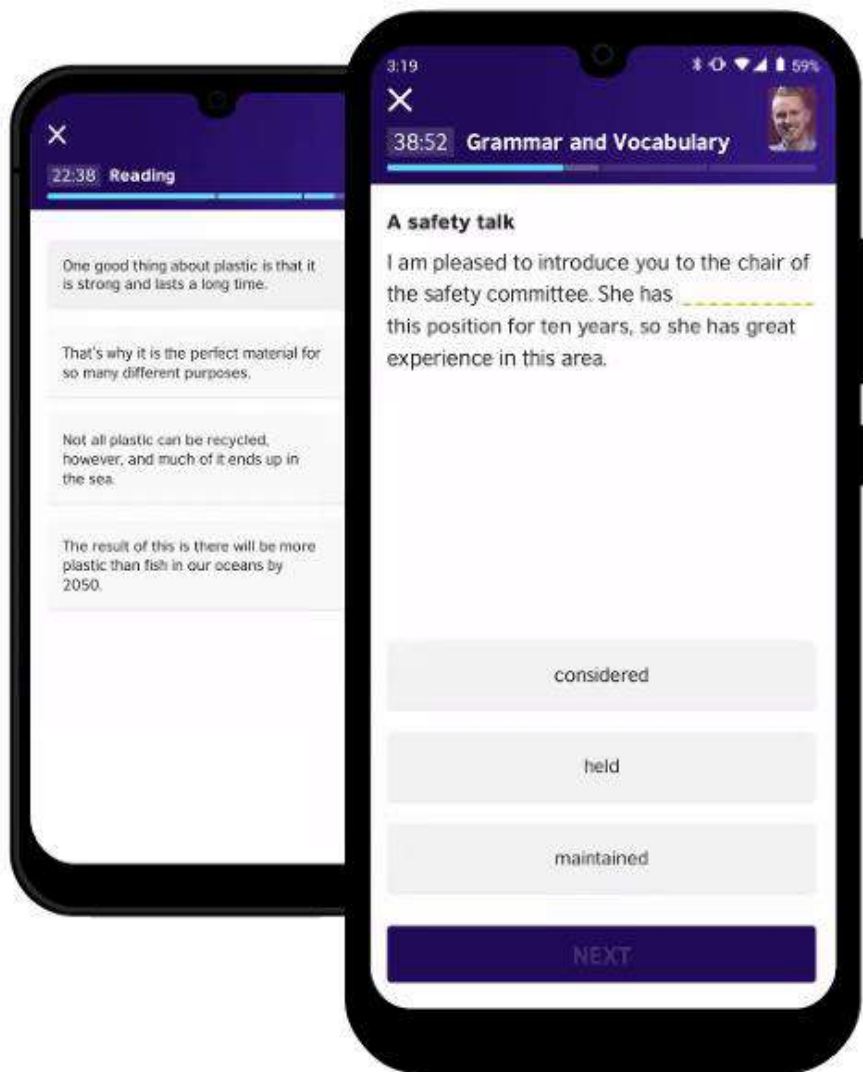 22:38 Reading
One good thing about plastic is that it
is strong and lasts a long time.
That's why it is the perfect material for
so many different purposes.
Not all plastic can be recycled,
however, and much of it ends up in
the sea.
The result of this is there will be more
plastic than fish in our oceans by
2050.
3:19 59%
38:52 Grammar and Vocabulary
A safety talk
I am pleased to introduce you to the chair of
the safety committee. She has
this position for ten years, so she has great
experience in this area.
considered
held
maintained
NEXT